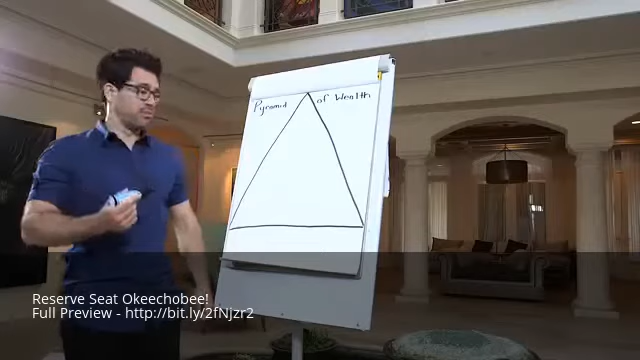 Pyramid of Wealth
Reserve Seat Okeechobee!
Full Preview - http://bit.ly/2fNJzr2